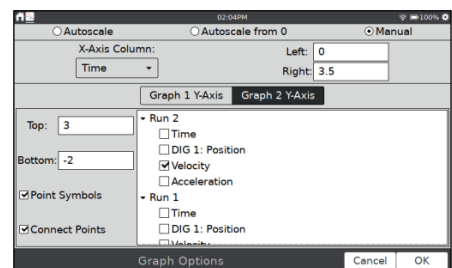 02:04PM 100%
Autoscale Autoscale from 0 Manual
X-Axis Column: Left: 0
Time Right: 3.5
Graph 1 Y-Axis Graph 2 Y-Axis
Top: 3 Run 2
Time
DIG 1: Position
Bottom: -2 Velocity
Acceleration
Point Symbols Run 1
Time
Connect Points DIG 1: Position
Velocity
Graph Options Cancel OK